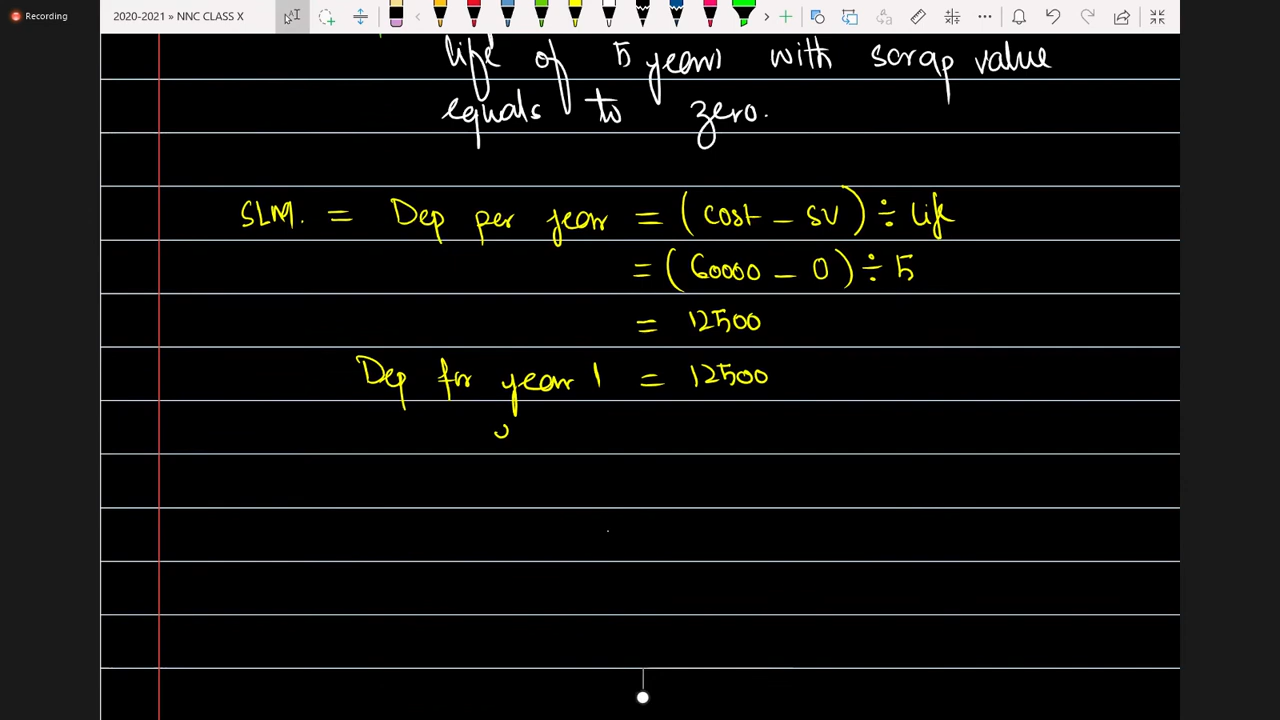 Recording
2020-2021 » NNC CLASS X
life of 5 years with scrap value
equals to zero.
SLM. = Dep per year = (cost - SV) ÷ life
= (60000 - 0) ÷ 5
= 12500
Dep for year 1 = 12500